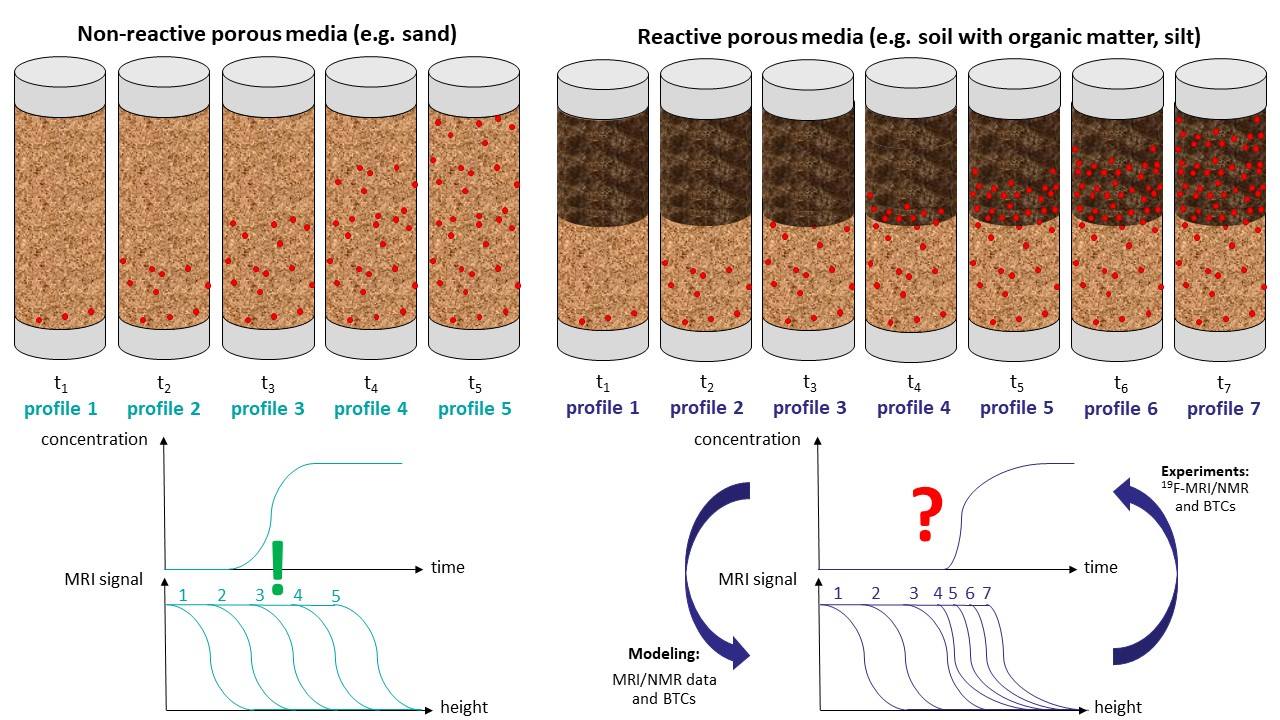 Non-reactive porous media (e.g. sand)
Reactive porous media (e.g. soil with organic matter, silt)
t1 t2 t3 t4 t5
profile 1 profile 2 profile 3 profile 4 profile 5
t1 t2 t3 t4 t5 t6 t7
profile 1 profile 2 profile 3 profile 4 profile 5 profile 6 profile 7
concentration
!
time
MRI signal
1 2 3 4 5
height
concentration
?
time
MRI signal
1 2 3 4 5 6 7
height
Modeling:
MRI/NMR data
and BTCs
Experiments:
19F-MRI/NMR
and BTCs